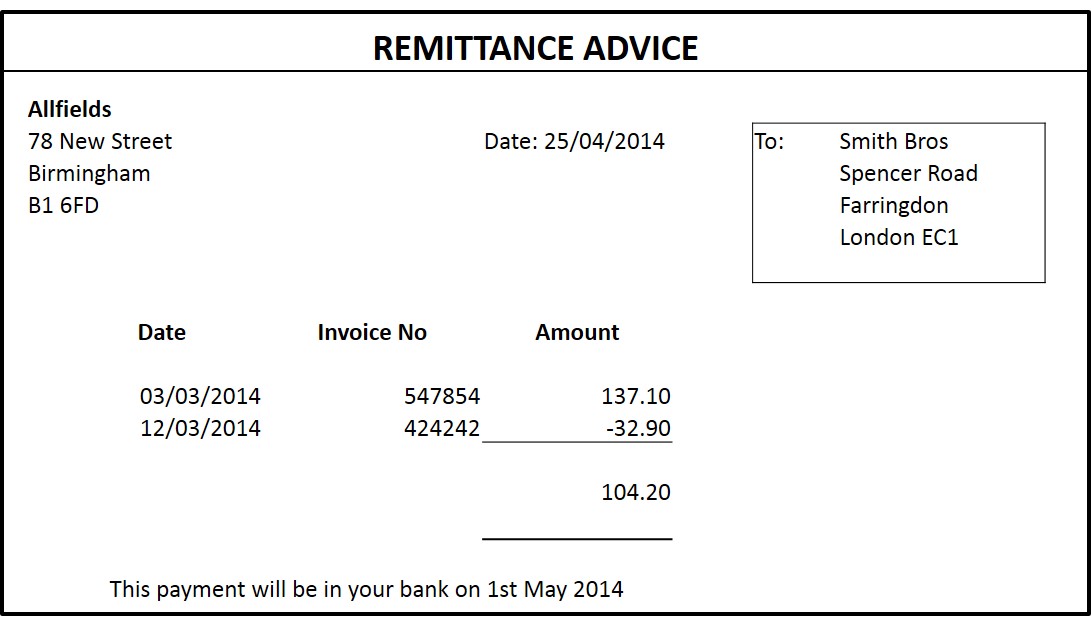 REMITTANCE ADVICE
Allfields
78 New Street
Birmingham
B1 6FD
Date: 25/04/2014
To: Smith Bros
Spencer Road
Farringdon
London EC1
Date Invoice No Amount
03/03/2014 547854 137.10
12/03/2014 424242 -32.90
104.20
This payment will be in your bank on 1st May 2014